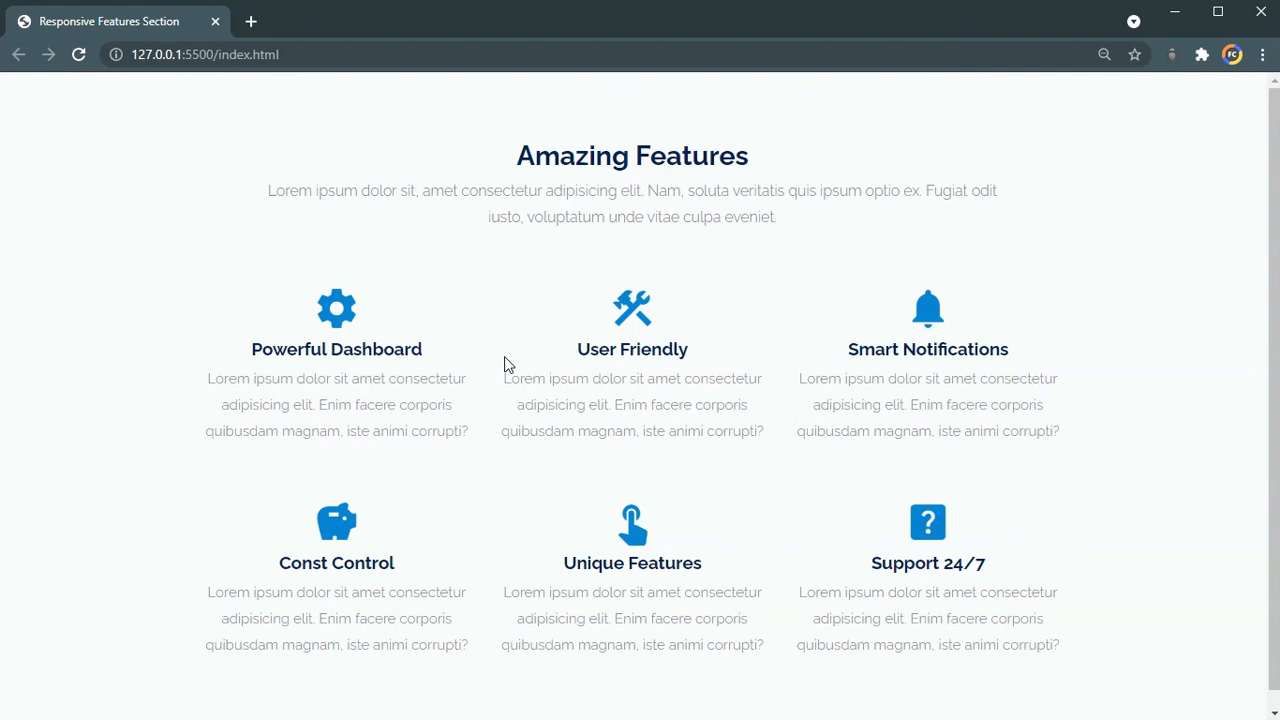 Responsive Features Section
127.0.0.1:5500/index.html
FC
Amazing Features
Lorem ipsum dolor sit, amet consectetur adipisicing elit. Nam, soluta veritatis quis ipsum optio ex. Fugiat odit
iusto, voluptatum unde vitae culpa eveniet.
Powerful Dashboard
Lorem ipsum dolor sit amet consectetur
adipisicing elit. Enim facere corporis
quibusdam magnam, iste animi corrupti?
User Friendly
Lorem ipsum dolor sit amet consectetur
adipisicing elit. Enim facere corporis
quibusdam magnam, iste animi corrupti?
Smart Notifications
Lorem ipsum dolor sit amet consectetur
adipisicing elit. Enim facere corporis
quibusdam magnam, iste animi corrupti?
Const Control
Lorem ipsum dolor sit amet consectetur
adipisicing elit. Enim facere corporis
quibusdam magnam, iste animi corrupti?
Unique Features
Lorem ipsum dolor sit amet consectetur
adipisicing elit. Enim facere corporis
quibusdam magnam, iste animi corrupti?
?
Support 24/7
Lorem ipsum dolor sit amet consectetur
adipisicing elit. Enim facere corporis
quibusdam magnam, iste animi corrupti?